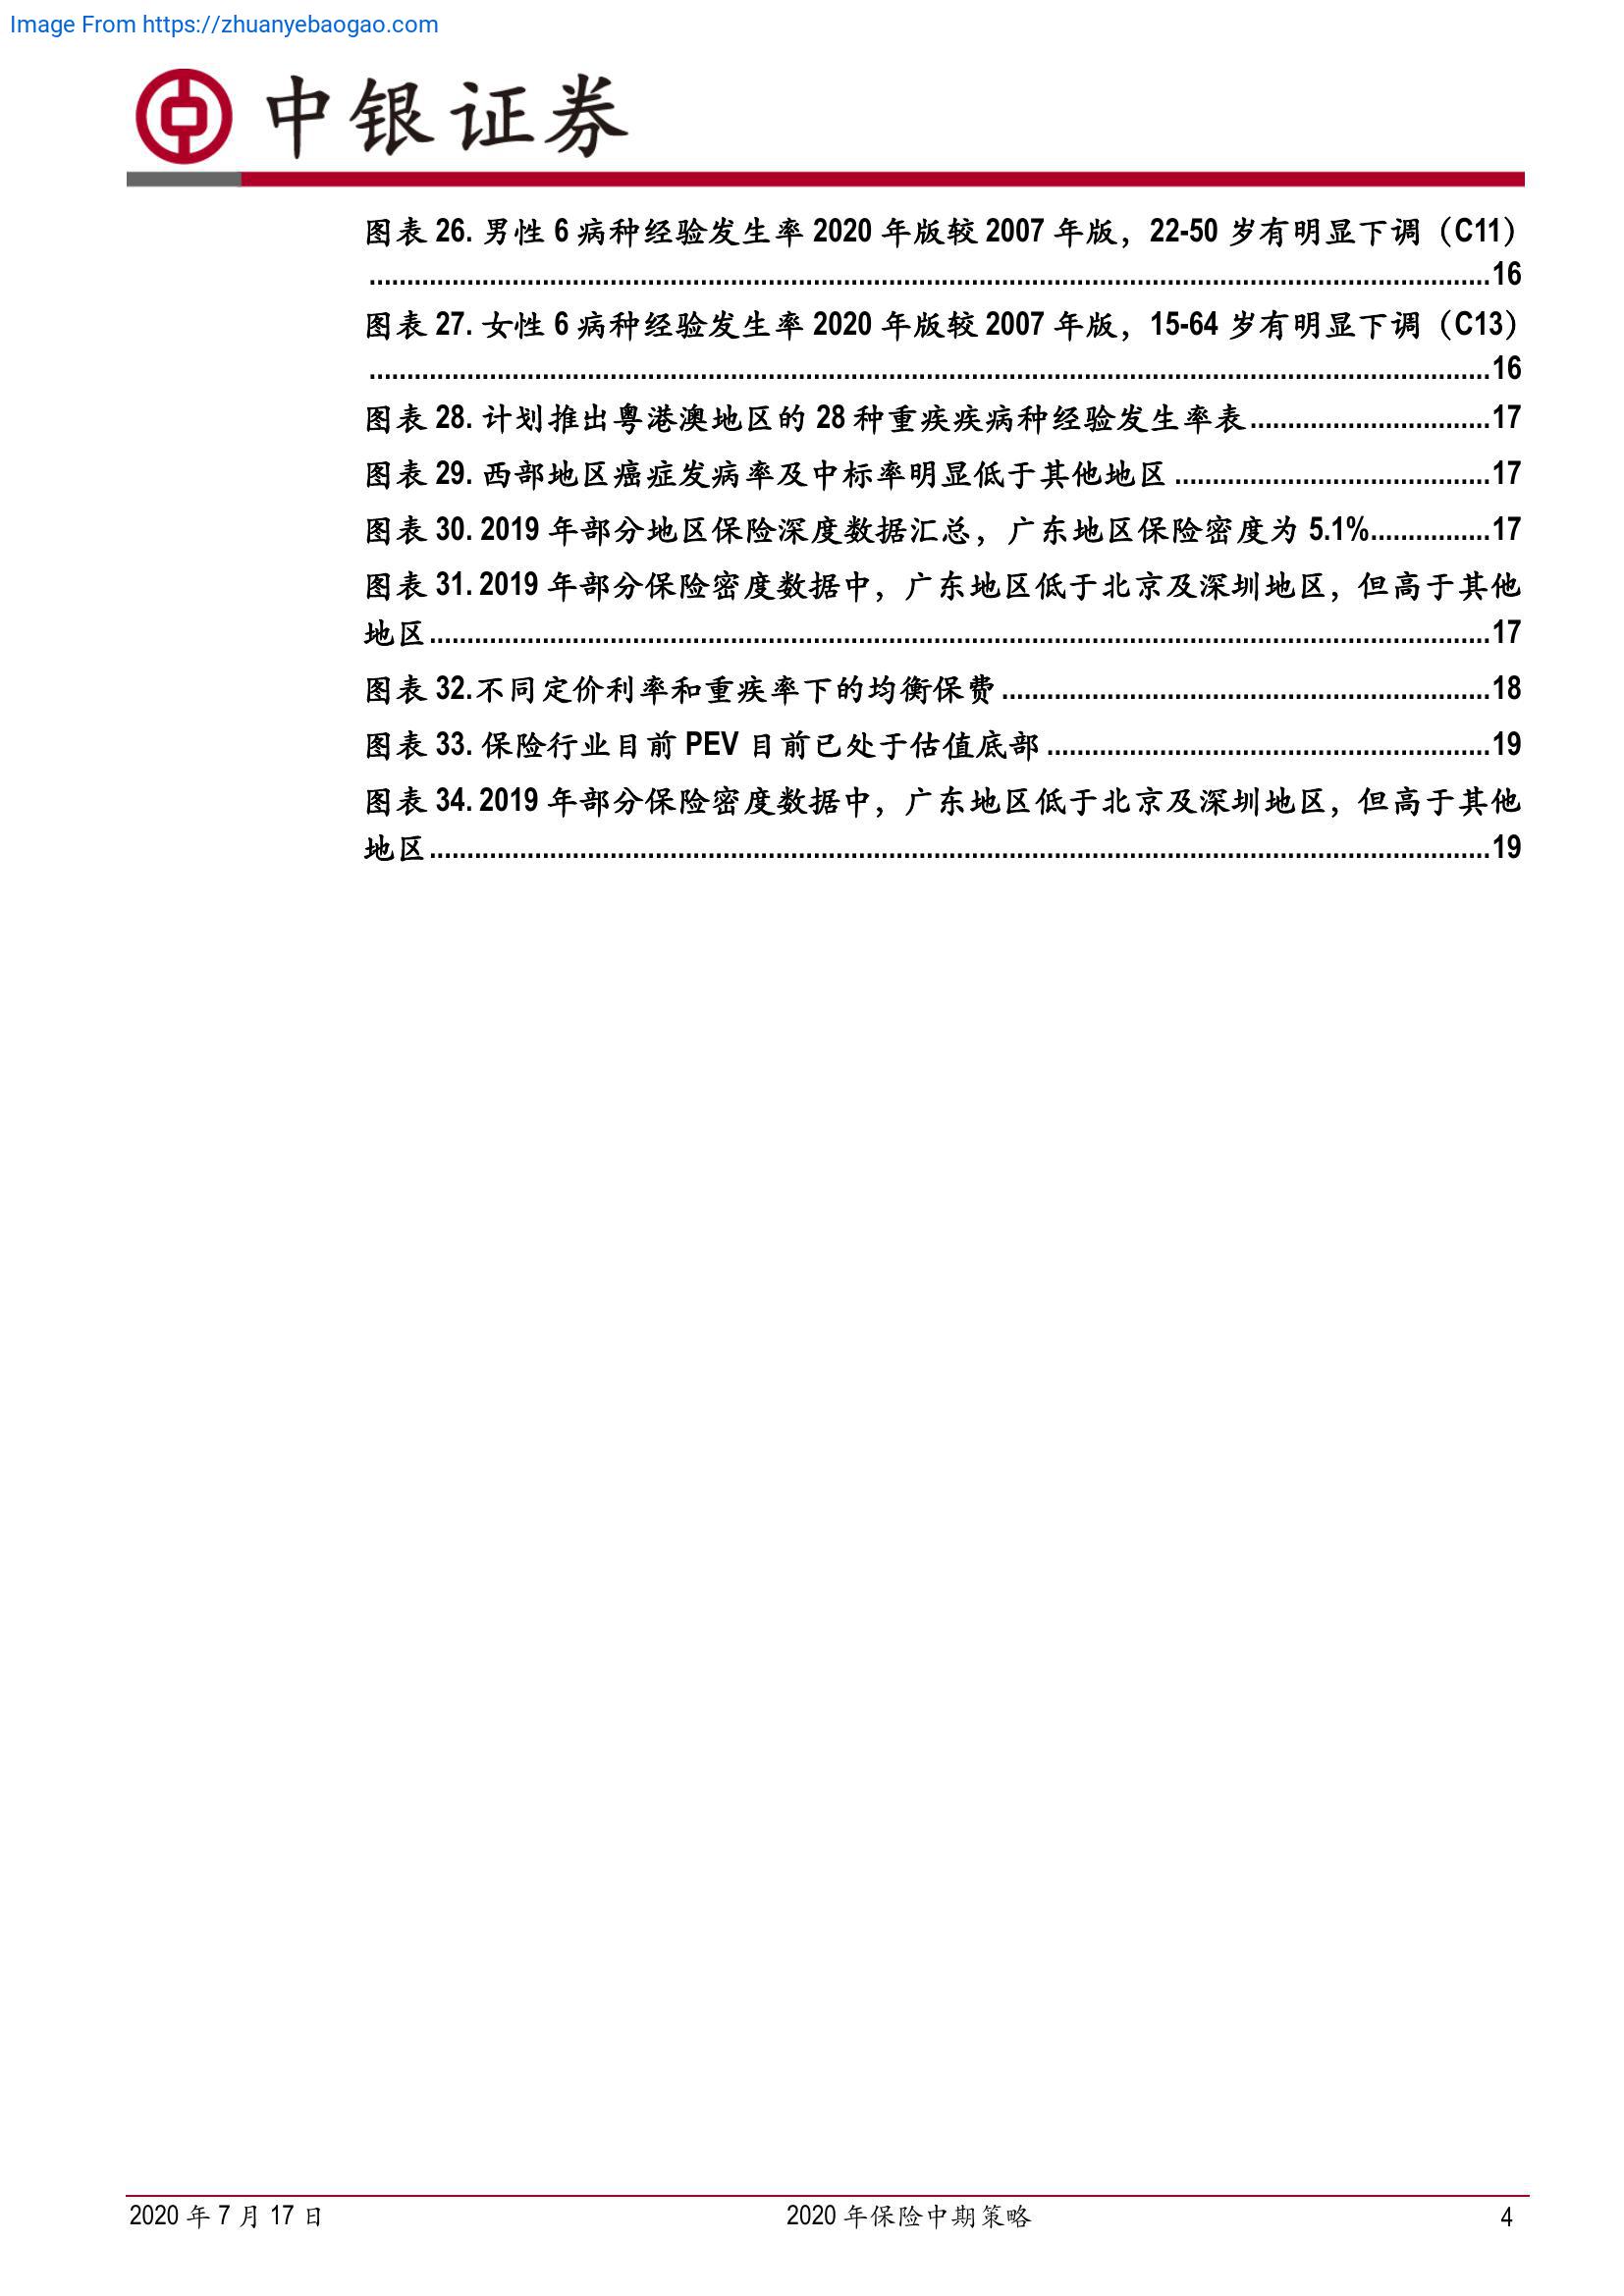 Image From https://zhuanyebaogao.com
中银证券
图表 26. 男性 6 病种经验发生率 2020 年版较 2007 年版，22-50 岁有明显下调（C11）
........................................................................................................................16
图表 27. 女性 6 病种经验发生率 2020 年版较 2007 年版，15-64 岁有明显下调（C13）
........................................................................................................................16
图表 28. 计划推出粤港澳地区的 28 种重疾疾病种经验发生率表................................17
图表 29. 西部地区癌症发病率及中标率明显低于其他地区 ..........................................17
图表 30. 2019 年部分地区保险深度数据汇总，广东地区保险密度为 5.1%................17
图表 31. 2019 年部分保险密度数据中，广东地区低于北京及深圳地区，但高于其他
地区................................................................................................................17
图表 32.不同定价利率和重疾率下的均衡保费 .................................................................18
图表 33. 保险行业目前 PEV 目前已处于估值底部 ...........................................................19
图表 34. 2019 年部分保险密度数据中，广东地区低于北京及深圳地区，但高于其他
地区................................................................................................................19
2020 年 7 月 17 日 2020 年保险中期策略 4